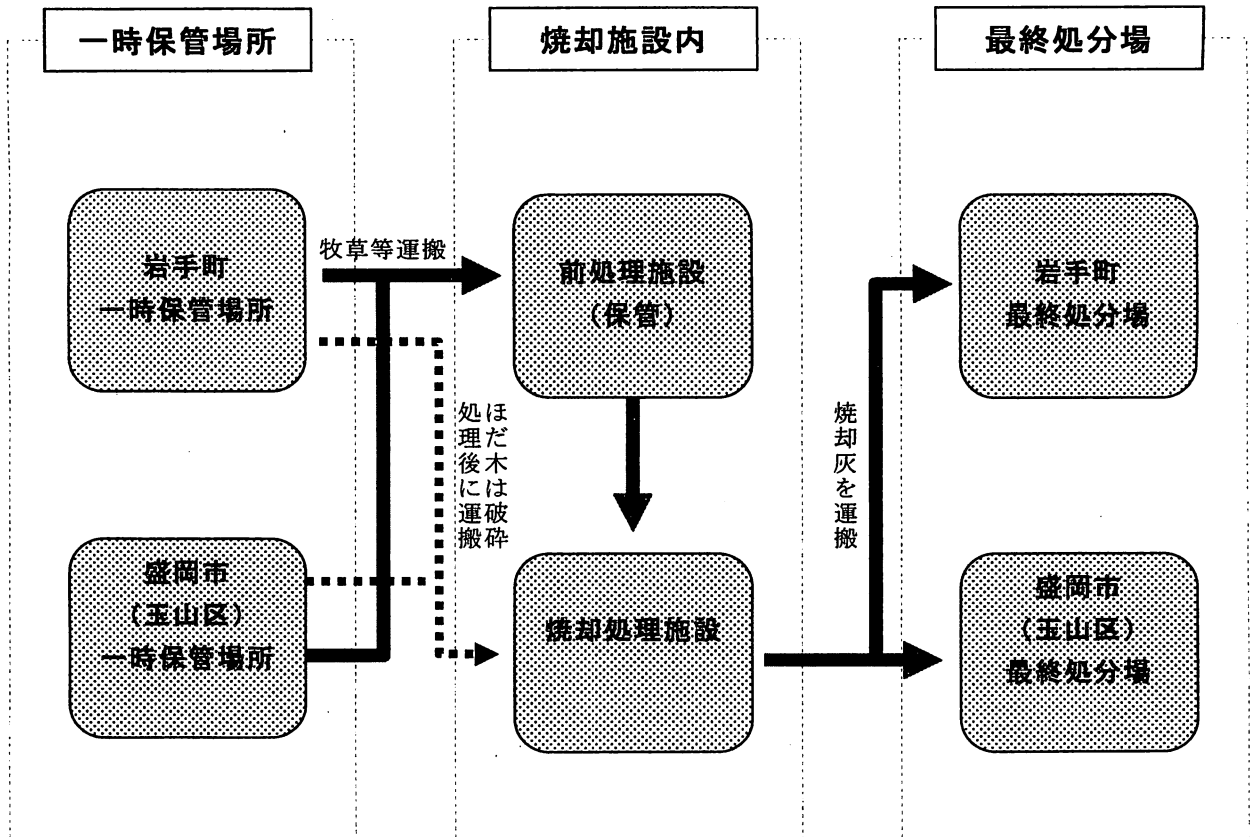 一時保管場所
焼却施設内
最終処分場
岩手町
一時保管場所
牧草等運搬
前処理施設
（保管）
岩手町
最終処分場
ほだ木は破砕
処理後に運搬
焼却灰を運搬
盛岡市
（玉山区）
一時保管場所
焼却処理施設
盛岡市
（玉山区）
最終処分場